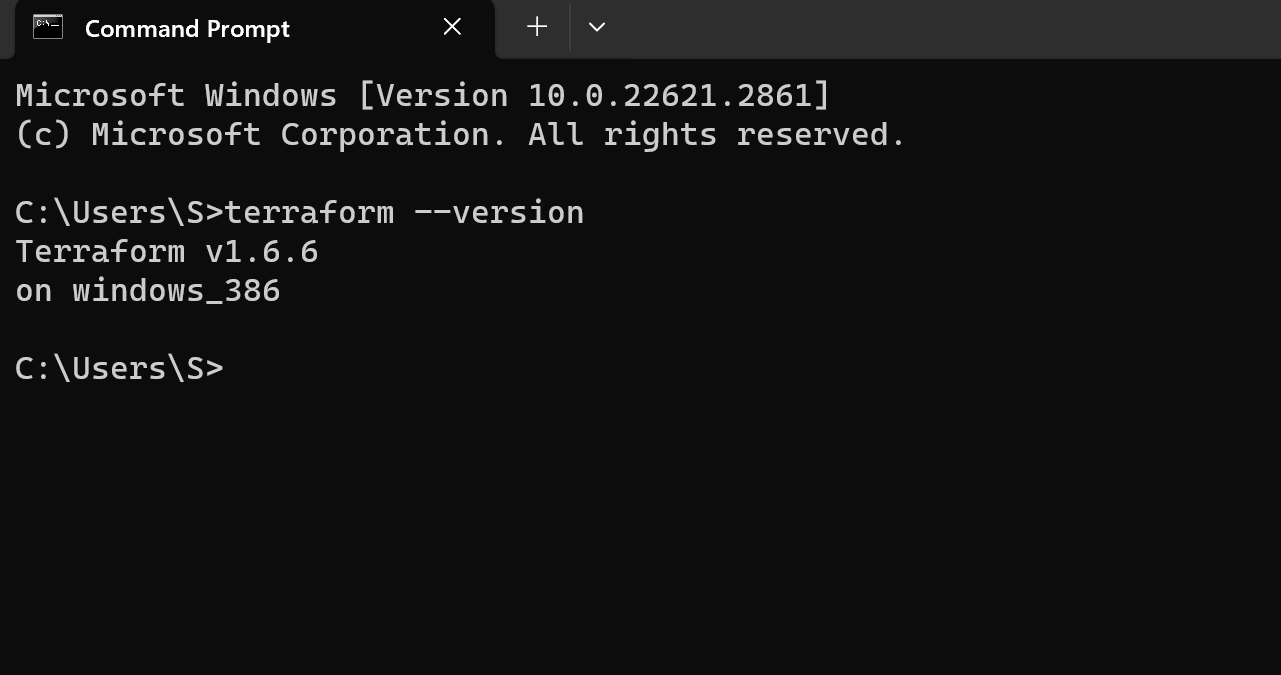 Command Prompt
Microsoft Windows [Version 10.0.22621.2861]
(c) Microsoft Corporation. All rights reserved.
C:\Users\S>terraform --version
Terraform v1.6.6
on windows_386
C:\Users\S>